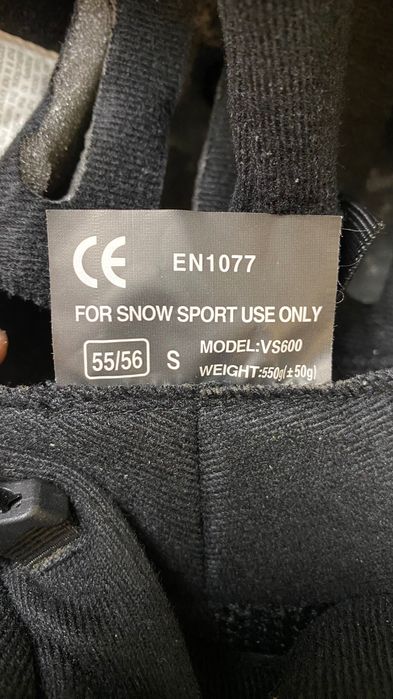 CE EN1077
FOR SNOW SPORT USE ONLY
55/56 S MODEL:VS600
WEIGHT:550g(±50g)